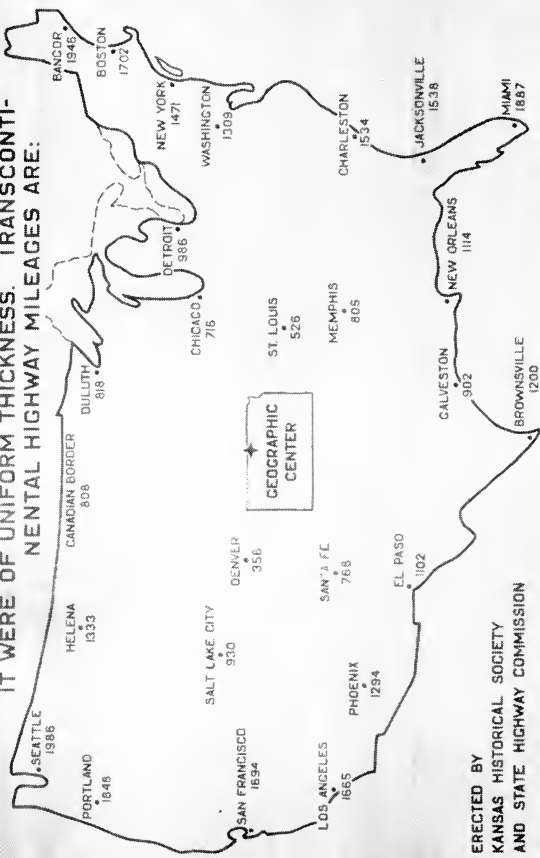 IT WERE OF UNIFORM THICKNESS. TRANSCONTI-
NENTAL HIGHWAY MILEAGES ARE:
SEATTLE
1986
PORTLAND
1848
HELENA
1333
CANADIAN BORDER
808
DULUTH
818
BANGOR
1946
BOSTON
1702
NEW YORK
1471
WASHINGTON
1309
DETROIT
986
CHICAGO
716
SALT LAKE CITY
930
DENVER
356
SAN FRANCISCO
1694
GEOGRAPHIC
CENTER
ST. LOUIS
526
MEMPHIS
805
CHARLESTON
1534
LOS ANGELES
1665
PHOENIX
1294
SANTA FE
768
EL PASO
1102
JACKSONVILLE
1538
NEW ORLEANS
1114
GALVESTON
902
MIAMI
1887
BROWNSVILLE
1200
ERECTED BY
KANSAS HISTORICAL SOCIETY
AND STATE HIGHWAY COMMISSION